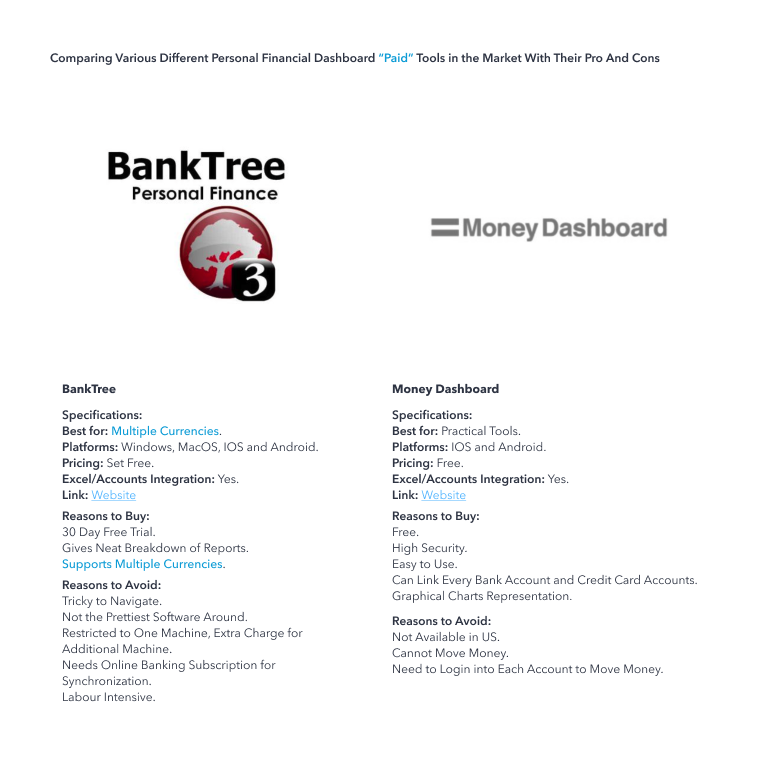 Comparing Various Different Personal Financial Dashboard “Paid” Tools in the Market With Their Pro And Cons
BankTree
Personal Finance
3
Money Dashboard
BankTree
Specifications:
Best for: Multiple Currencies.
Platforms: Windows, MacOS, IOS and Android.
Pricing: Set Free.
Excel/Accounts Integration: Yes.
Link: Website
Reasons to Buy:
30 Day Free Trial.
Gives Neat Breakdown of Reports.
Supports Multiple Currencies.
Reasons to Avoid:
Tricky to Navigate.
Not the Prettiest Software Around.
Restricted to One Machine, Extra Charge for
Additional Machine.
Needs Online Banking Subscription for
Synchronization.
Labour Intensive.
Money Dashboard
Specifications:
Best for: Practical Tools.
Platforms: IOS and Android.
Pricing: Free.
Excel/Accounts Integration: Yes.
Link: Website
Reasons to Buy:
Free.
High Security.
Easy to Use.
Can Link Every Bank Account and Credit Card Accounts.
Graphical Charts Representation.
Reasons to Avoid:
Not Available in US.
Cannot Move Money.
Need to Login into Each Account to Move Money.